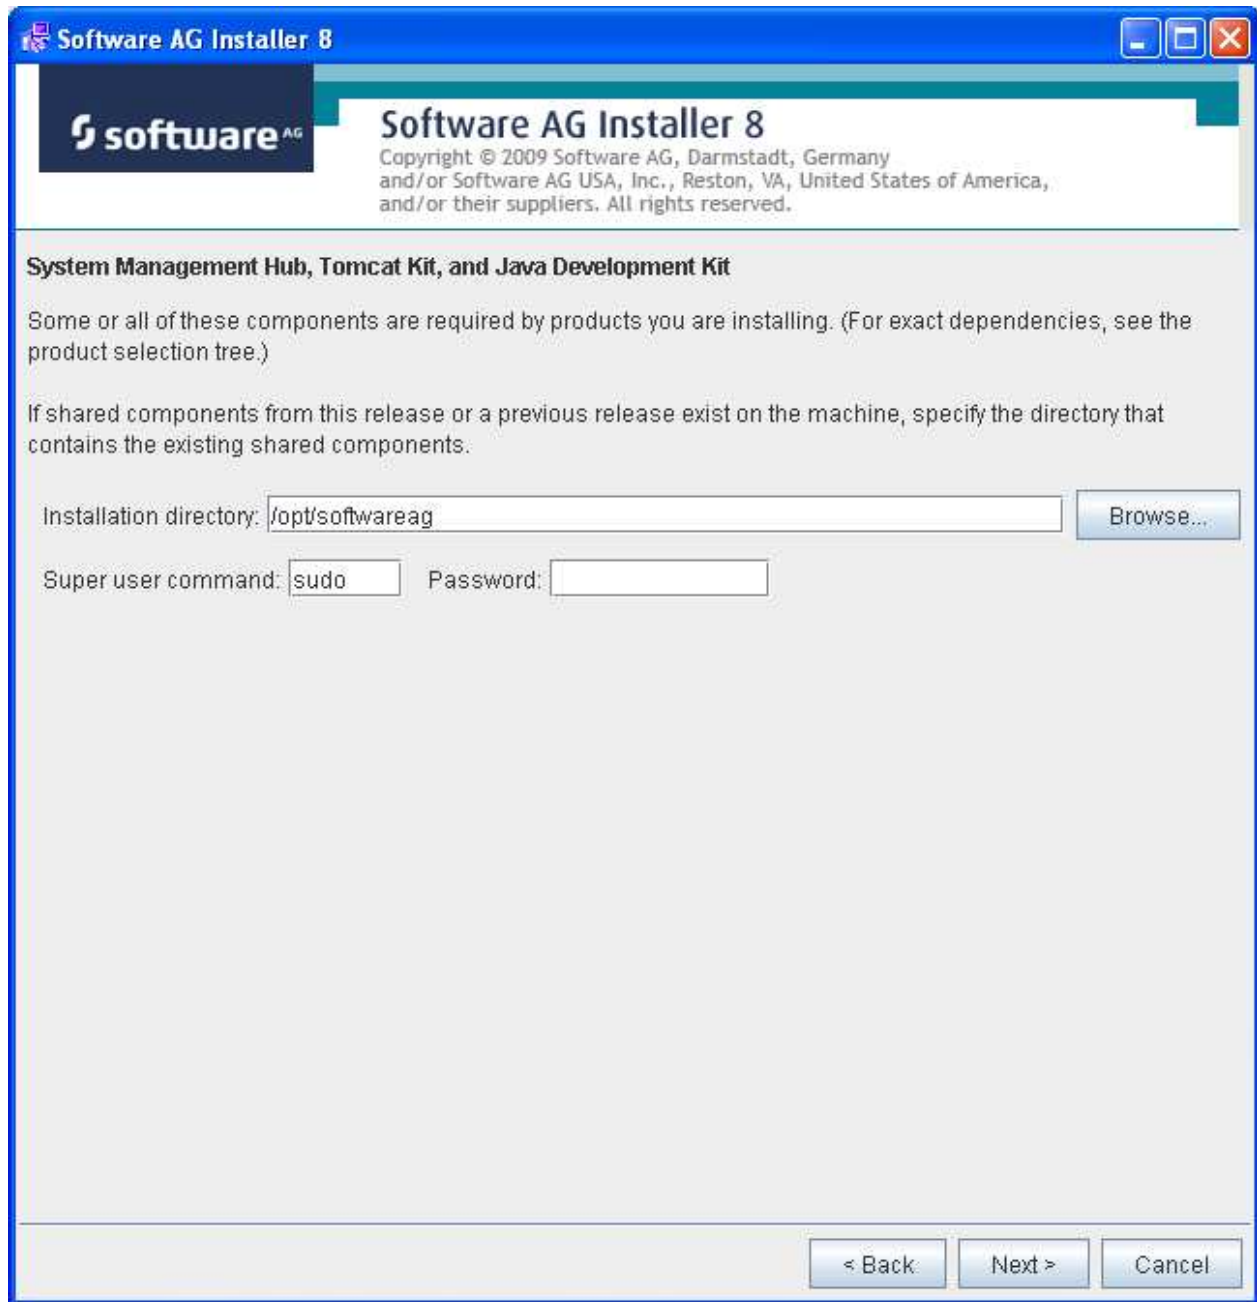 Software AG Installer 8
software AG
Software AG Installer 8
Copyright © 2009 Software AG, Darmstadt, Germany
and/or Software AG USA, Inc., Reston, VA, United States of America,
and/or their suppliers. All rights reserved.
System Management Hub, Tomcat Kit, and Java Development Kit
Some or all of these components are required by products you are installing. (For exact dependencies, see the
product selection tree.)
If shared components from this release or a previous release exist on the machine, specify the directory that
contains the existing shared components.
Installation directory: /opt/softwareag Browse...
Super user command: sudo Password:
< Back Next > Cancel